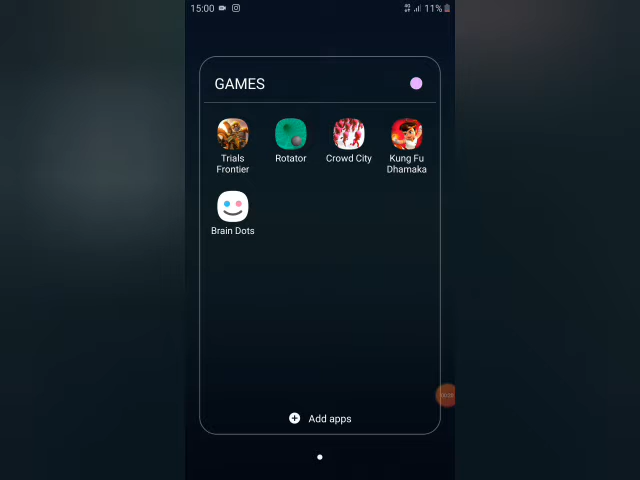 15:00
11%
GAMES
Trials Frontier
Rotator
Crowd City
Kung Fu Dhamaka
Brain Dots
Add apps